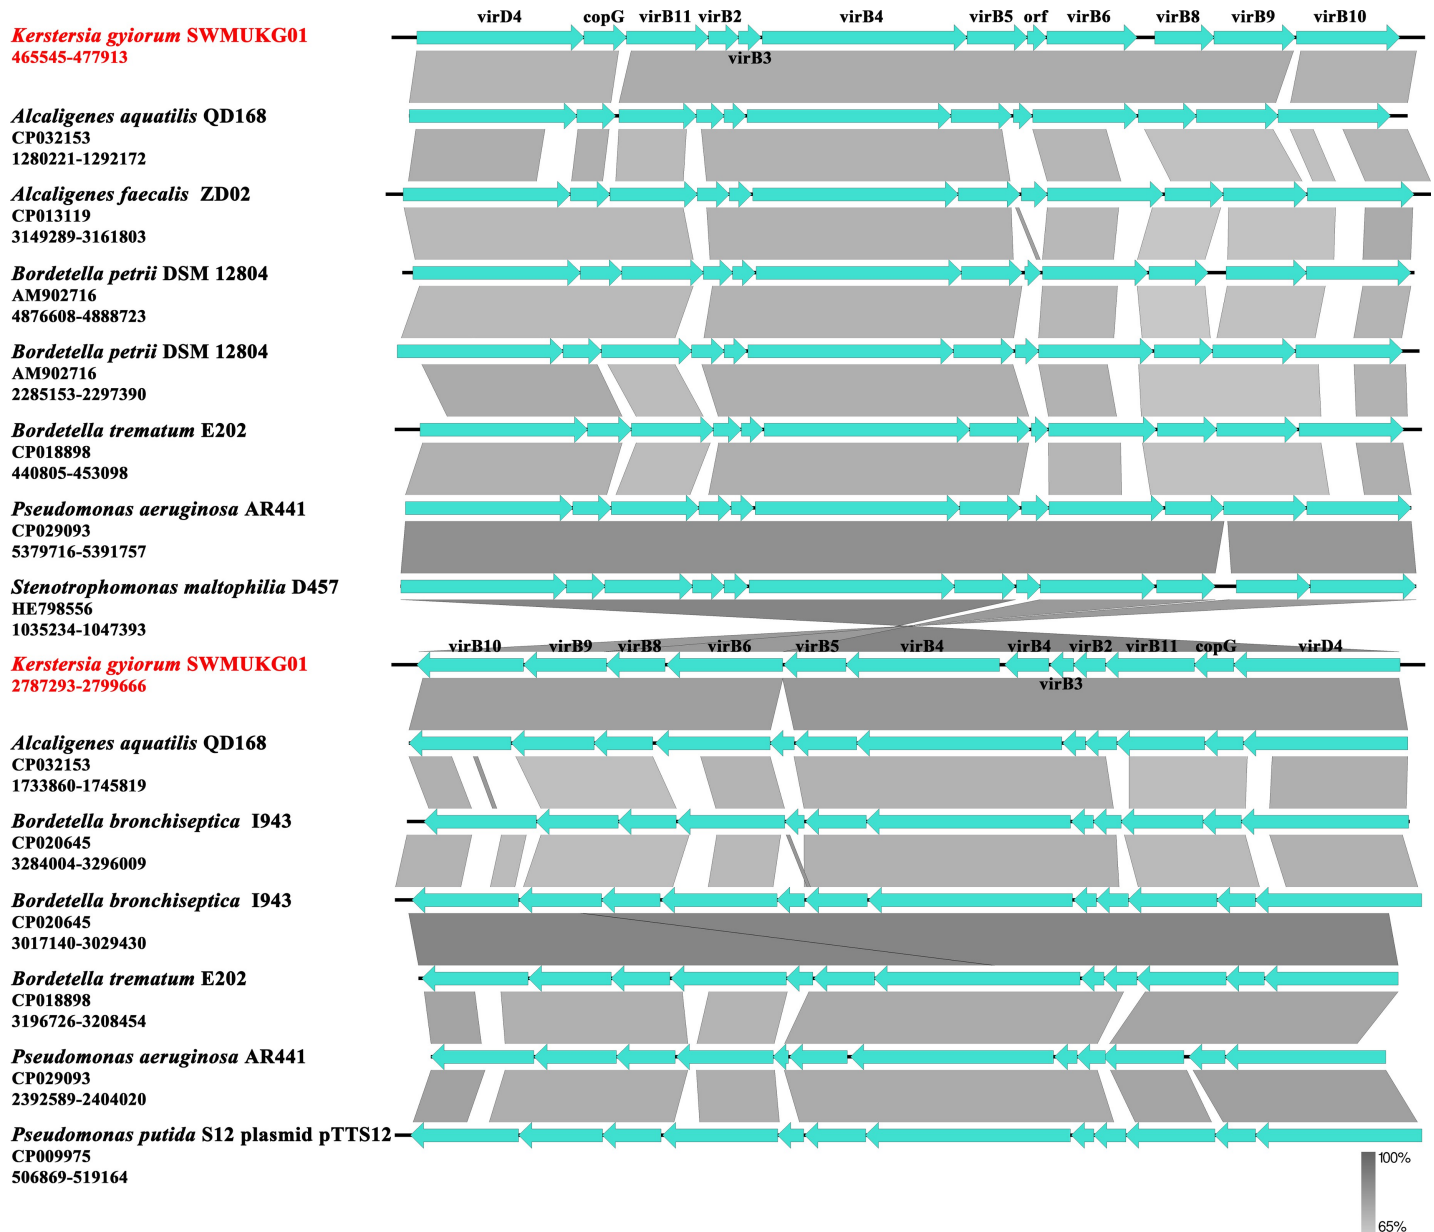 virD4 copG virB11 virB2 virB4 virB5 orf virB6 virB8 virB9 virB10
Kerstersia gyiorum SWMUKG01
465545-477913
virB3
Alcaligenes aquatilis QD168
CP032153
1280221-1292172
Alcaligenes faecalis ZD02
CP013119
3149289-3161803
Bordetella petrii DSM 12804
AM902716
4876608-4888723
Bordetella petrii DSM 12804
AM902716
2285153-2297390
Bordetella trematum E202
CP018898
440805-453098
Pseudomonas aeruginosa AR441
CP029093
5379716-5391757
Stenotrophomonas maltophilia D457
HE798556
1035234-1047393
virB10 virB9 virB8 virB6 virB5 virB4 virB4 virB2 virB11 copG virD4
Kerstersia gyiorum SWMUKG01
2787293-2799666
virB3
Alcaligenes aquatilis QD168
CP032153
1733860-1745819
Bordetella bronchiseptica I943
CP020645
3284004-3296009
Bordetella bronchiseptica I943
CP020645
3017140-3029430
Bordetella trematum E202
CP018898
3196726-3208454
Pseudomonas aeruginosa AR441
CP029093
2392589-2404020
Pseudomonas putida S12 plasmid pTTS12
CP009975
506869-519164
100%
65%